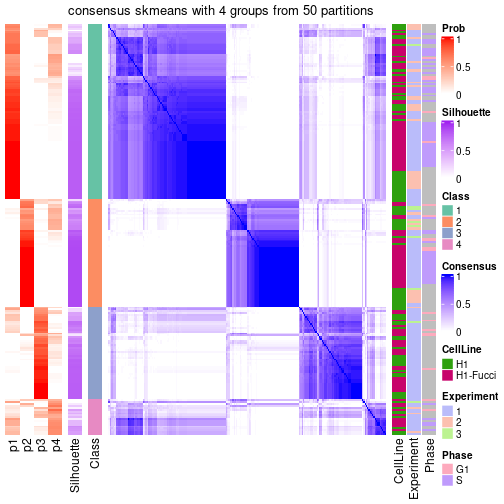 consensus skmeans with 4 groups from 50 partitions
Prob
1
0.5
0
Silhouette
1
0.5
0
Class
1
2
3
4
Consensus
1
0.5
0
CellLine
H1
H1-Fucci
Experiment
1
2
3
Phase
G1
S
p1
p2
p3
p4
Silhouette
Class
CellLine
Experiment
Phase